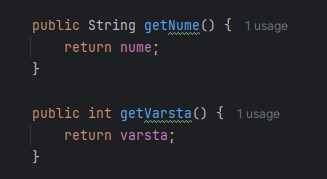 public String getNume() { 1 usage
return nume;
}
public int getVarsta() { 1 usage
return varsta;
}